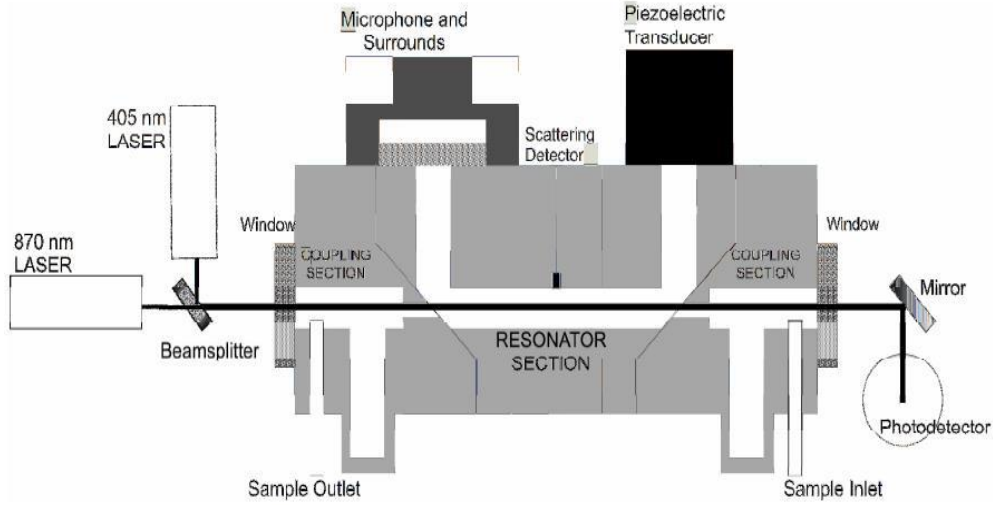 Microphone and
Surrounds
Piezoelectric
Transducer
405 nm
LASER
Scattering
Detector
Window
Window
870 nm
LASER
COUPLING
SECTION
COUPLING
SECTION
Mirror
Beamsplitter
RESONATOR
SECTION
Photodetector
Sample Outlet
Sample Inlet